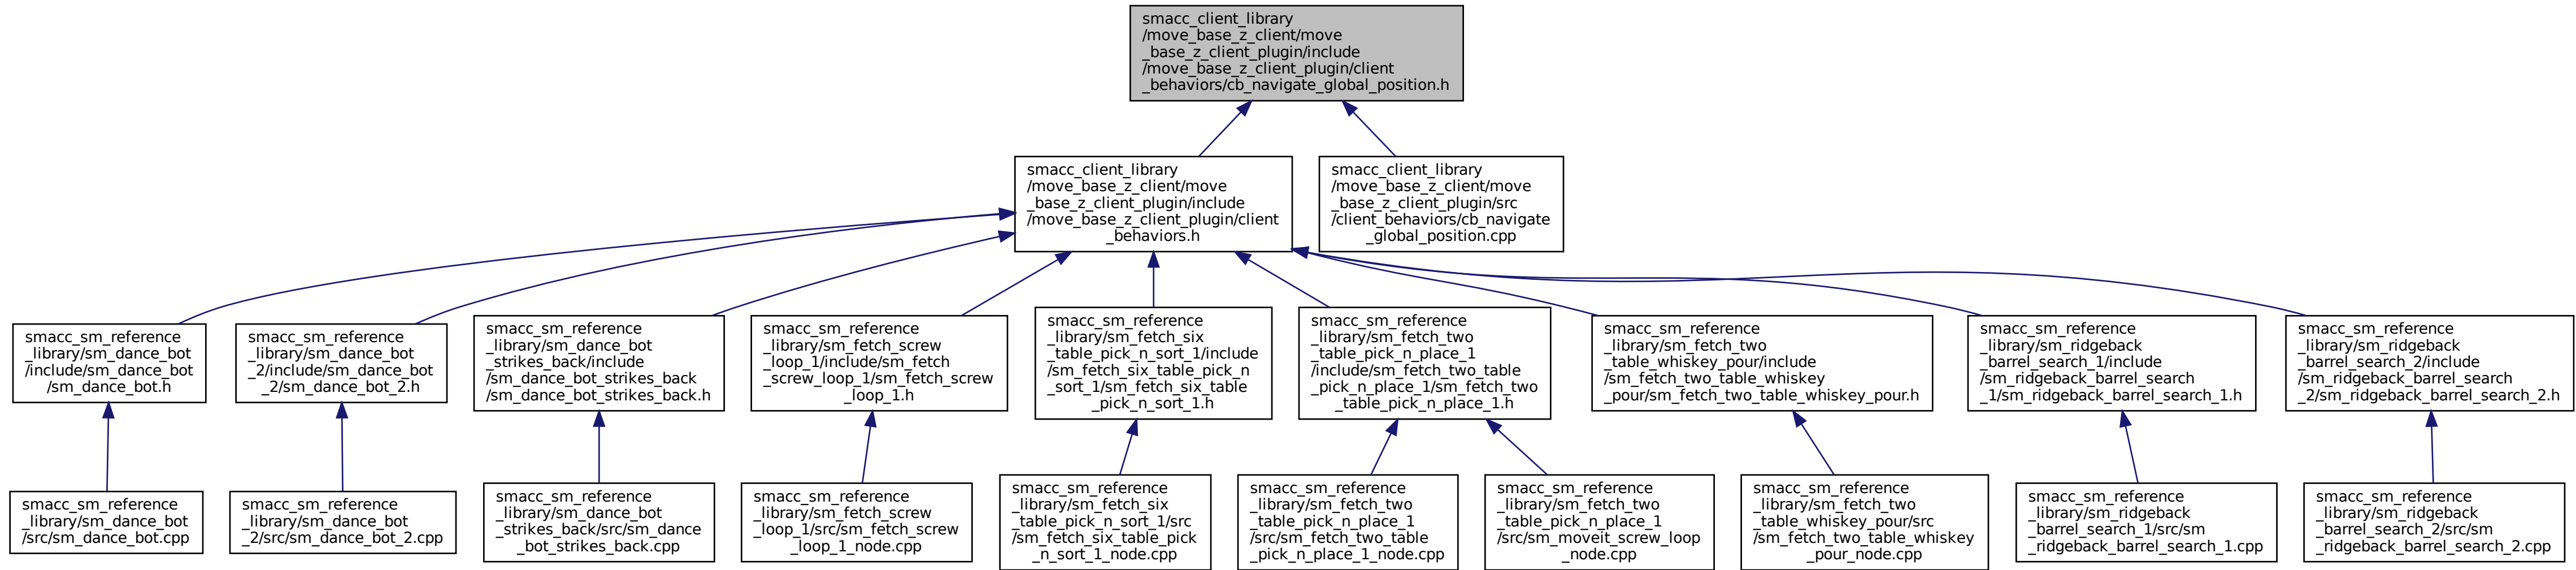 smacc_client_library
/move_base_z_client/move
_base_z_client_plugin/include
/move_base_z_client_plugin/client
_behaviors/cb_navigate_global_position.h
smacc_client_library
/move_base_z_client/move
_base_z_client_plugin/include
/move_base_z_client_plugin/client
_behaviors.h
smacc_client_library
/move_base_z_client/move
_base_z_client_plugin/src
/client_behaviors/cb_navigate
_global_position.cpp
smacc_sm_reference
_library/sm_dance_bot
/include/sm_dance_bot
/sm_dance_bot.h
smacc_sm_reference
_library/sm_dance_bot
_2/include/sm_dance_bot
_2/sm_dance_bot_2.h
smacc_sm_reference
_library/sm_dance_bot
_strikes_back/include
/sm_dance_bot_strikes_back
/sm_dance_bot_strikes_back.h
smacc_sm_reference
_library/sm_fetch_screw
_loop_1/include/sm_fetch
_screw_loop_1/sm_fetch_screw
_loop_1.h
smacc_sm_reference
_library/sm_fetch_six
_table_pick_n_sort_1/include
/sm_fetch_six_table_pick_n
_sort_1/sm_fetch_six_table
_pick_n_sort_1.h
smacc_sm_reference
_library/sm_fetch_two
_table_pick_n_place_1
/include/sm_fetch_two_table
_pick_n_place_1/sm_fetch_two
_table_pick_n_place_1.h
smacc_sm_reference
_library/sm_fetch_two
_table_whiskey_pour/include
/sm_fetch_two_table_whiskey
_pour/sm_fetch_two_table_whiskey_pour.h
smacc_sm_reference
_library/sm_ridgeback
_barrel_search_1/include
/sm_ridgeback_barrel_search
_1/sm_ridgeback_barrel_search_1.h
smacc_sm_reference
_library/sm_ridgeback
_barrel_search_2/include
/sm_ridgeback_barrel_search
_2/sm_ridgeback_barrel_search_2.h
smacc_sm_reference
_library/sm_dance_bot
/src/sm_dance_bot.cpp
smacc_sm_reference
_library/sm_dance_bot
_2/src/sm_dance_bot_2.cpp
smacc_sm_reference
_library/sm_dance_bot
_strikes_back/src/sm_dance
_bot_strikes_back.cpp
smacc_sm_reference
_library/sm_fetch_screw
_loop_1/src/sm_fetch_screw
_loop_1_node.cpp
smacc_sm_reference
_library/sm_fetch_six
_table_pick_n_sort_1/src
/sm_fetch_six_table_pick
_n_sort_1_node.cpp
smacc_sm_reference
_library/sm_fetch_two
_table_pick_n_place_1
/src/sm_fetch_two_table
_pick_n_place_1_node.cpp
smacc_sm_reference
_library/sm_fetch_two
_table_pick_n_place_1
/src/sm_moveit_screw_loop
_node.cpp
smacc_sm_reference
_library/sm_fetch_two
_table_whiskey_pour/src
/sm_fetch_two_table_whiskey
_pour_node.cpp
smacc_sm_reference
_library/sm_ridgeback
_barrel_search_1/src/sm
_ridgeback_barrel_search_1.cpp
smacc_sm_reference
_library/sm_ridgeback
_barrel_search_2/src/sm
_ridgeback_barrel_search_2.cpp